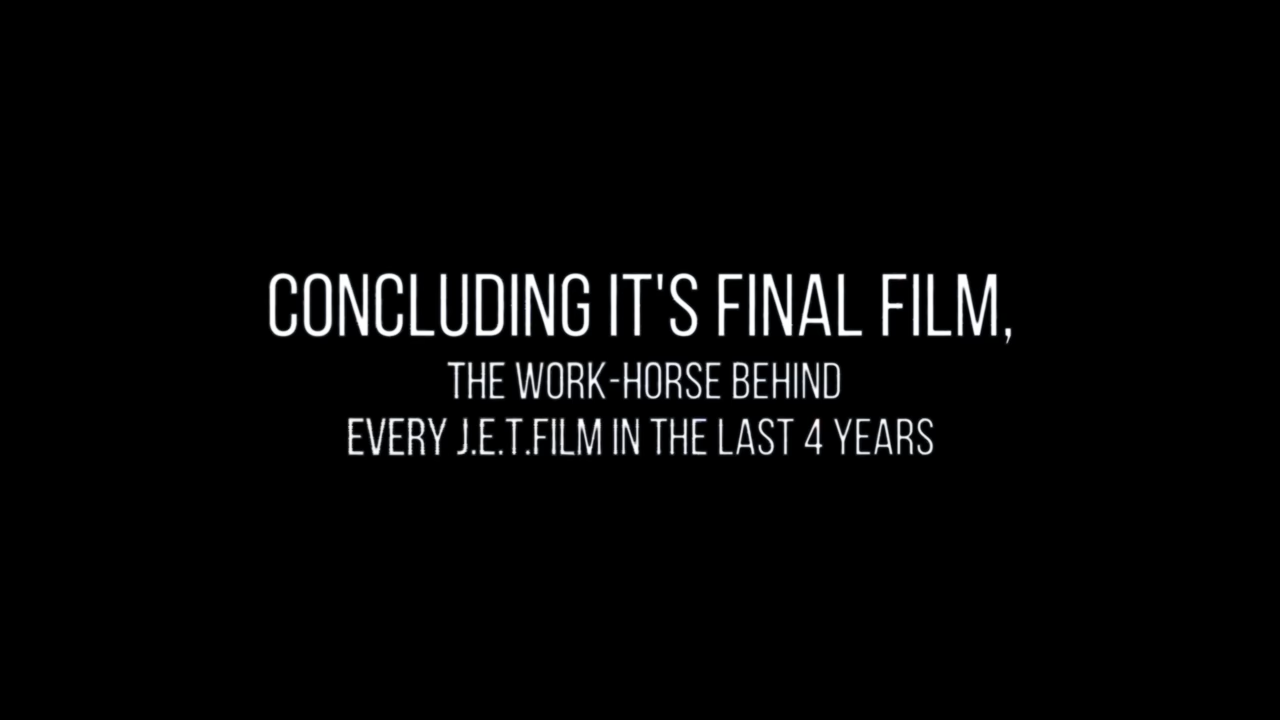 CONCLUDING IT'S FINAL FILM,
THE WORK-HORSE BEHIND
EVERY J.E.T.FILM IN THE LAST 4 YEARS